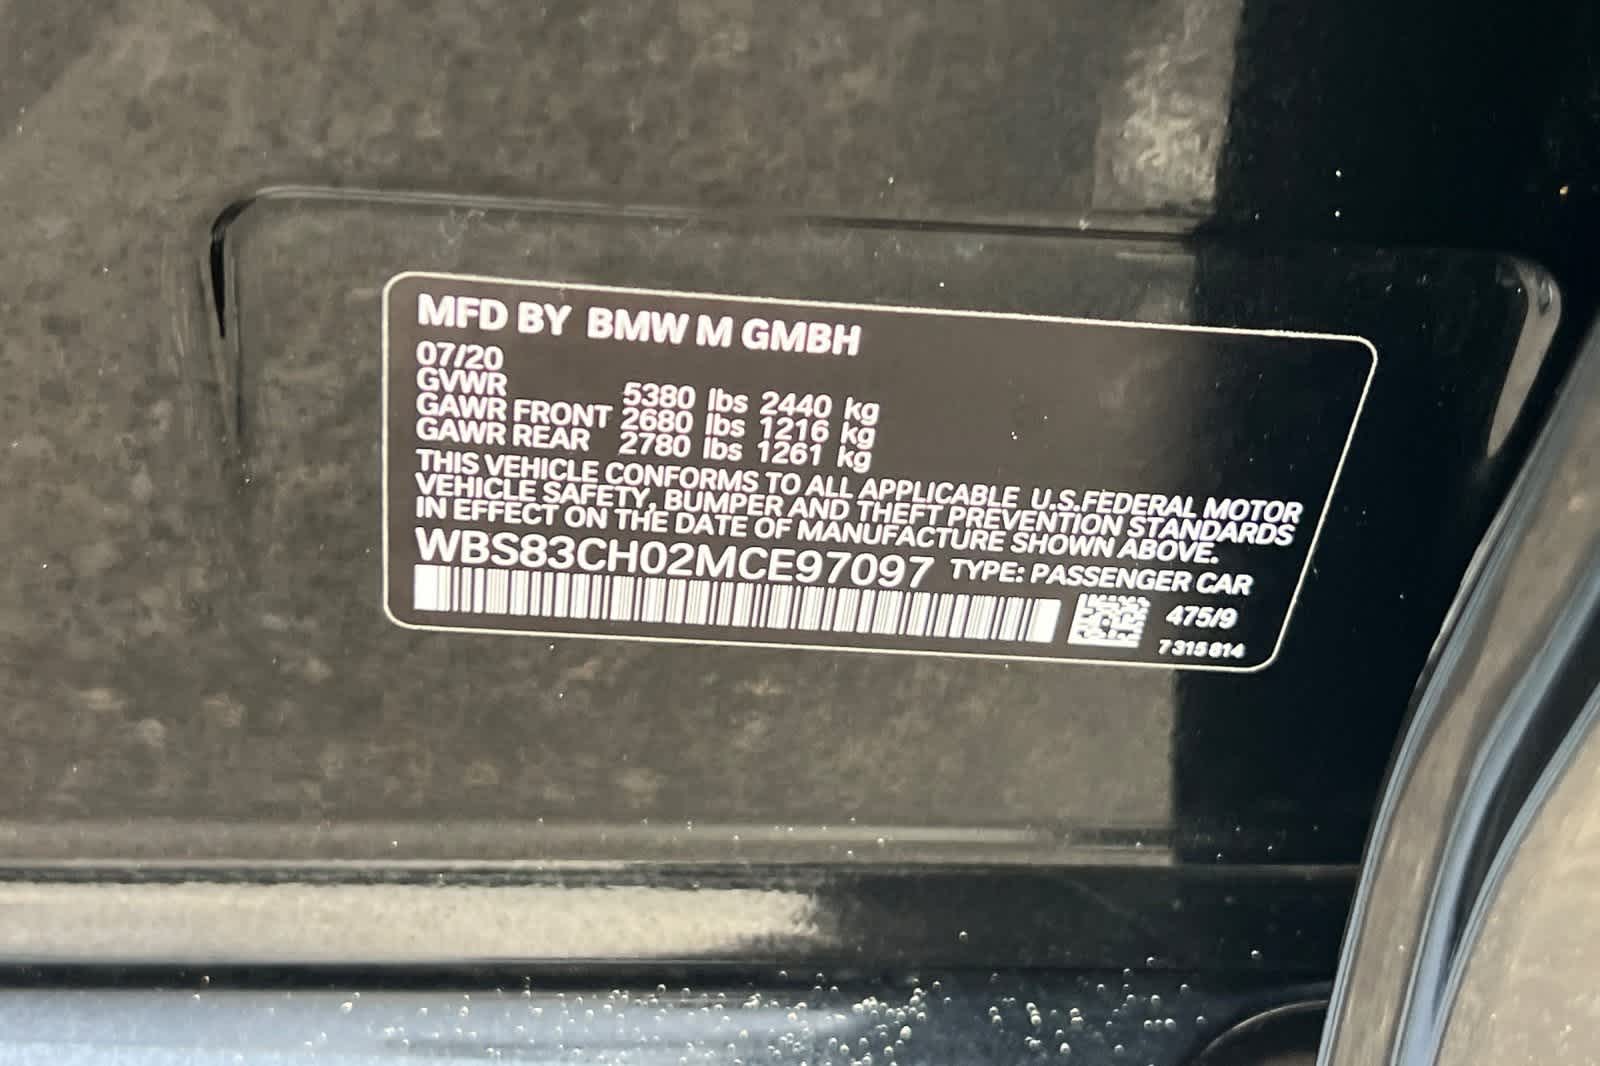 MFD BY BMW M GMBH
07/20
GVWR 5380 lbs 2440 kg
GAWR FRONT 2680 lbs 1216 kg
GAWR REAR 2780 lbs 1261 kg
THIS VEHICLE CONFORMS TO ALL APPLICABLE U.S.FEDERAL MOTOR
VEHICLE SAFETY, BUMPER AND THEFT PREVENTION STANDARDS
IN EFFECT ON THE DATE OF MANUFACTURE SHOWN ABOVE.
WBS83CH02MCE97097 TYPE: PASSENGER CAR
475/9
7 315 814